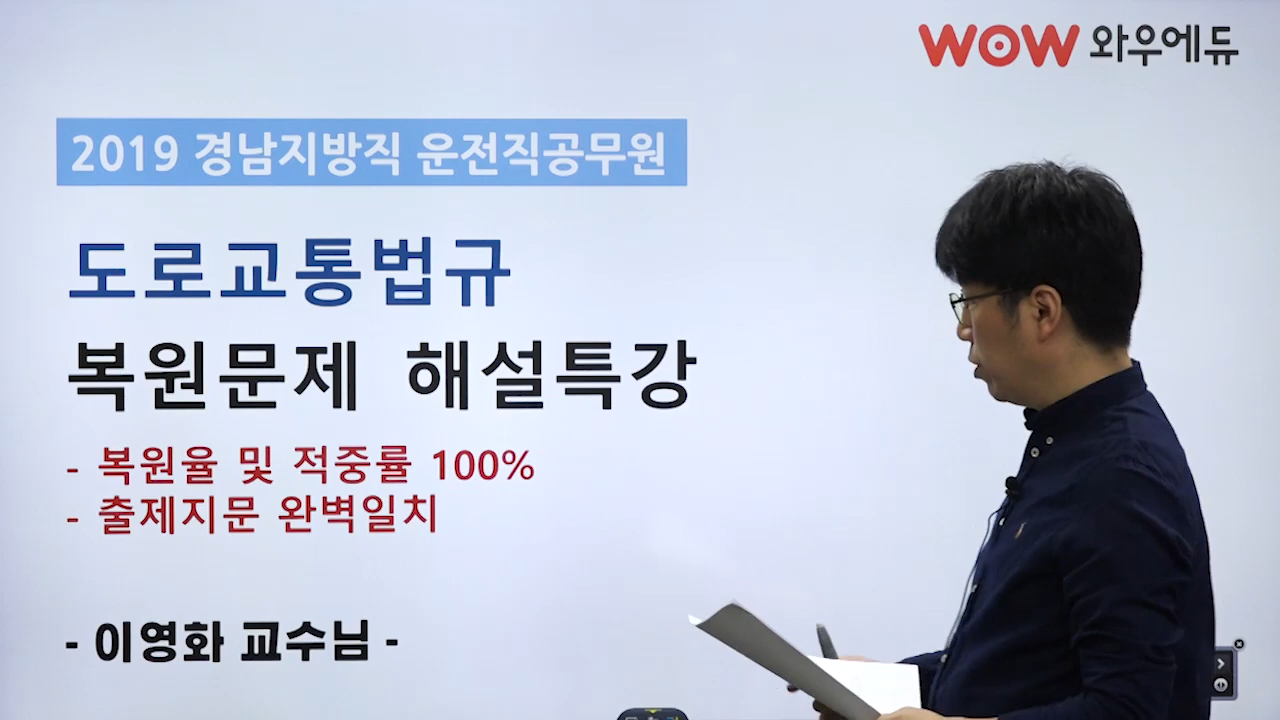 WOW 와우에듀
2019 경남지방직 운전직공무원
도로교통법규
복원문제 해설특강
- 복원율 및 적중률 100%
- 출제지문 완벽일치
- 이영화 교수님 -